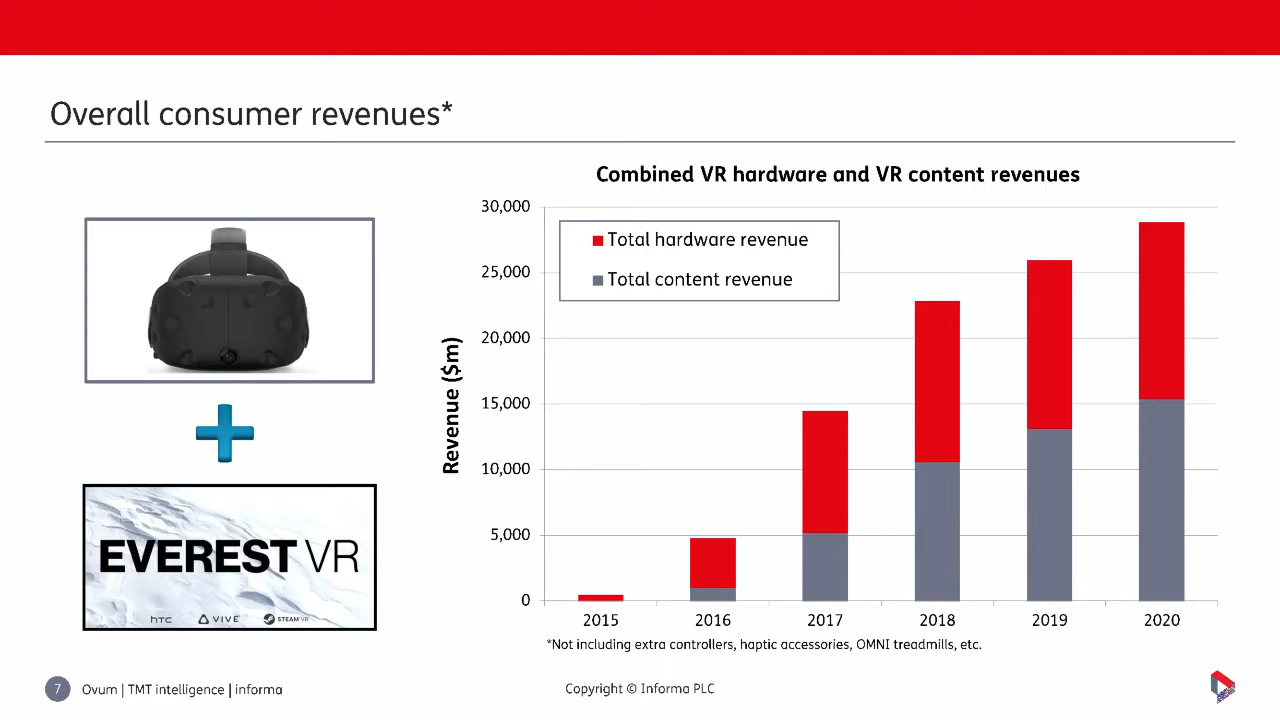 Overall consumer revenues*
Combined VR hardware and VR content revenues
30,000
25,000
20,000
15,000
10,000
5,000
0
Revenue ($m)
Total hardware revenue
Total content revenue
2015 2016 2017 2018 2019 2020
*Not including extra controllers, haptic accessories, OMNI treadmills, etc.
EVEREST VR
hTC VIVE STEAM VR
7 Ovum | TMT intelligence | informa
Copyright © Informa PLC